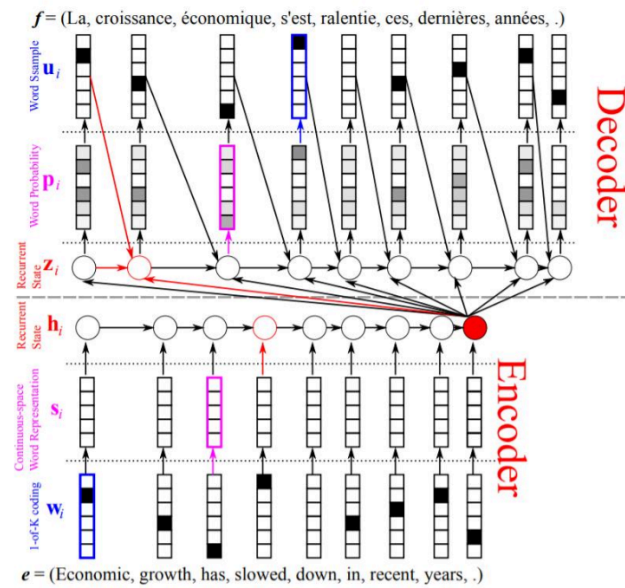 f = (La, croissance, économique, s'est, ralentie, ces, dernières, années, .)
Word Ssample
u_i
Word Probability
p_i
Recurrent
State
z_i
Decoder
Recurrent
State
h_i
Continuous-space
Word Representation
s_i
1-of-K coding
w_i
Encoder
e = (Economic, growth, has, slowed, down, in, recent, years, .)